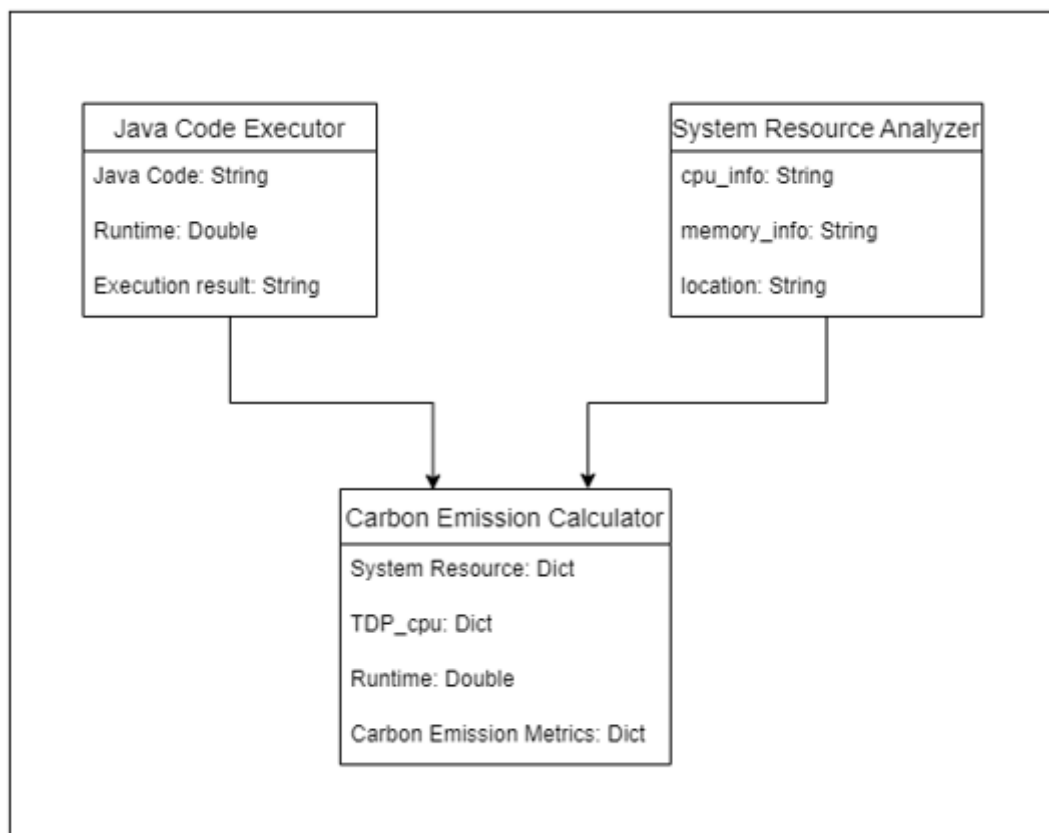 Java Code Executor
Java Code: String
Runtime: Double
Execution result: String
System Resource Analyzer
cpu_info: String
memory_info: String
location: String
Carbon Emission Calculator
System Resource: Dict
TDP_cpu: Dict
Runtime: Double
Carbon Emission Metrics: Dict